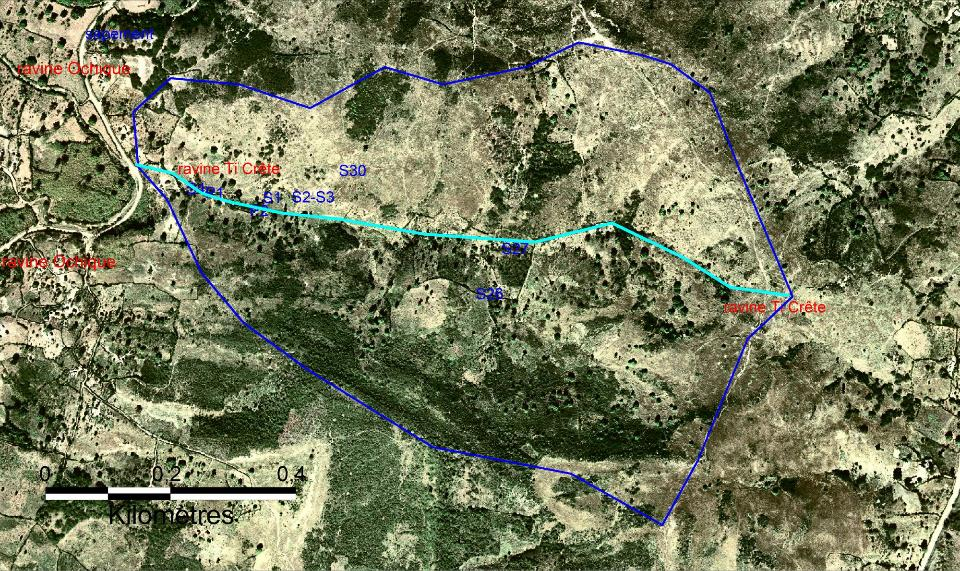 sapement
ravine Ochique
ravine Ti Crête
S30
S1 S2-S3
S27
S26
ravine Ochique
ravine Ti Crête
0 0,2 0,4
Kilomètres